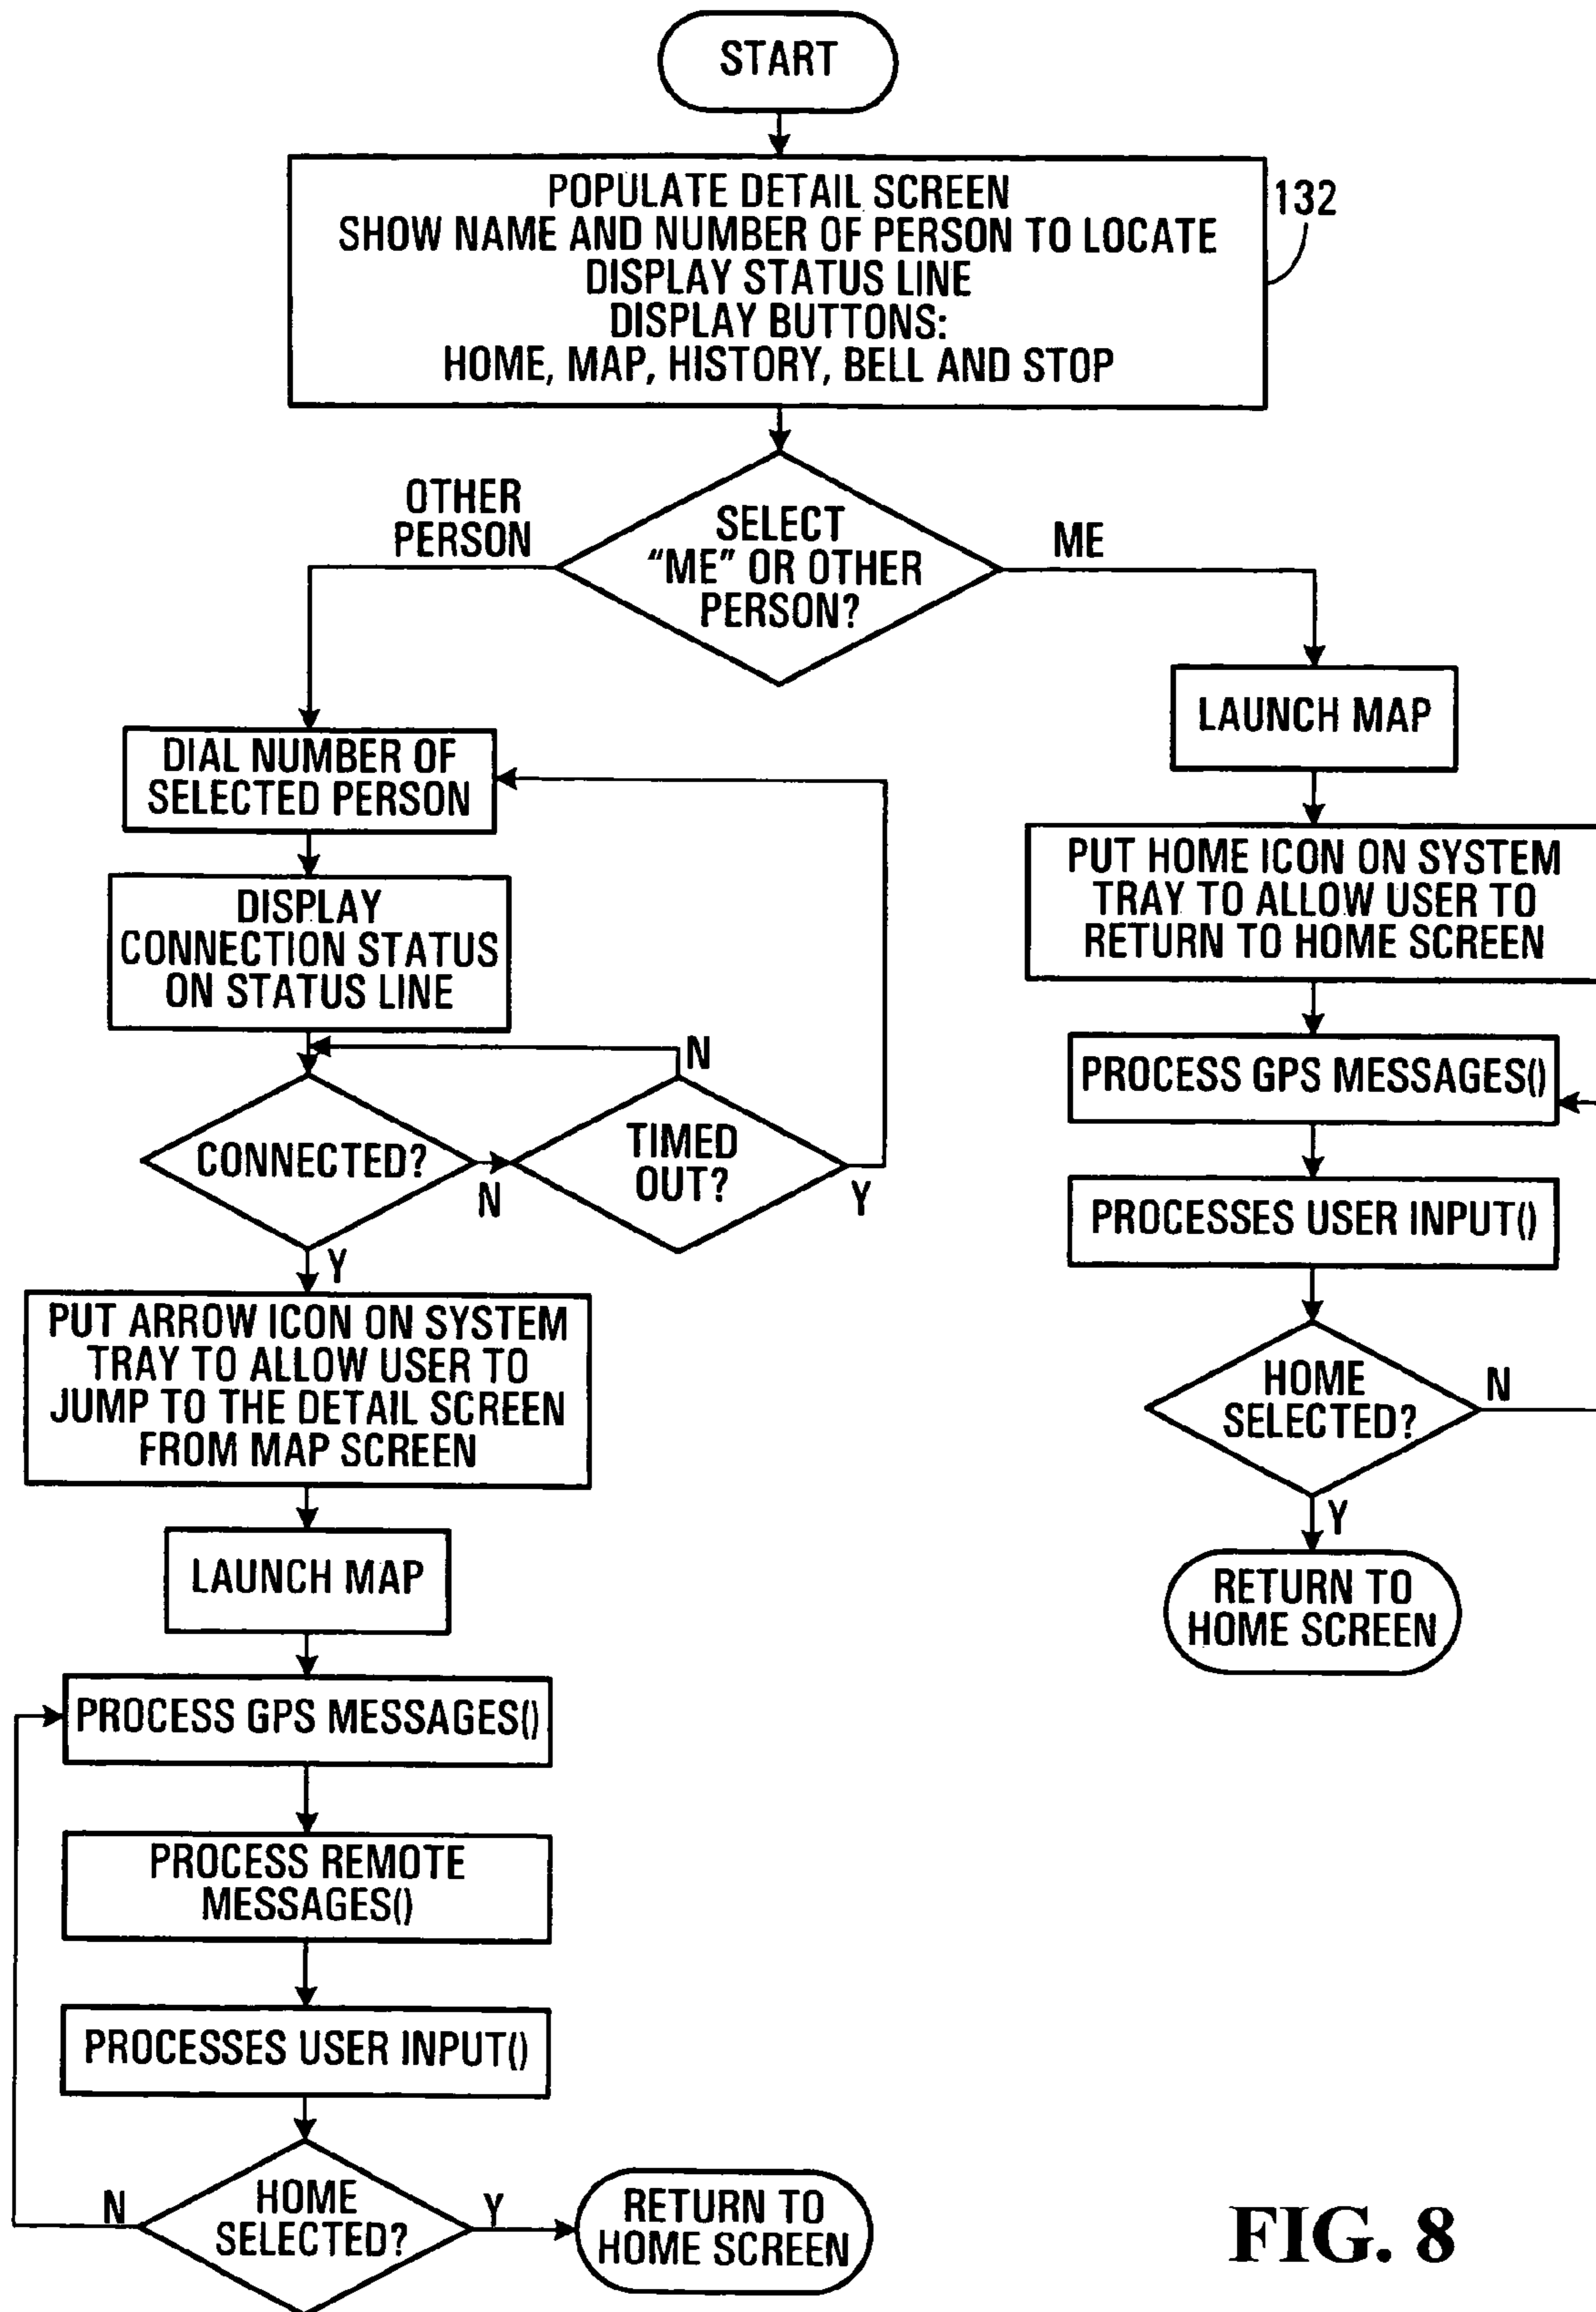 START
POPULATE DETAIL SCREEN
SHOW NAME AND NUMBER OF PERSON TO LOCATE
DISPLAY STATUS LINE
DISPLAY BUTTONS:
HOME, MAP, HISTORY, BELL AND STOP
132
SELECT
“ME” OR OTHER
PERSON?
OTHER
PERSON
ME
DIAL NUMBER OF
SELECTED PERSON
DISPLAY
CONNECTION STATUS
ON STATUS LINE
CONNECTED?
N
TIMED
OUT?
N
Y
Y
PUT ARROW ICON ON SYSTEM
TRAY TO ALLOW USER TO
JUMP TO THE DETAIL SCREEN
FROM MAP SCREEN
LAUNCH MAP
PROCESS GPS MESSAGES()
PROCESS REMOTE
MESSAGES()
PROCESSES USER INPUT()
HOME
SELECTED?
N
Y
RETURN TO
HOME SCREEN
LAUNCH MAP
PUT HOME ICON ON SYSTEM
TRAY TO ALLOW USER TO
RETURN TO HOME SCREEN
PROCESS GPS MESSAGES()
PROCESSES USER INPUT()
HOME
SELECTED?
N
Y
RETURN TO
HOME SCREEN
FIG. 8